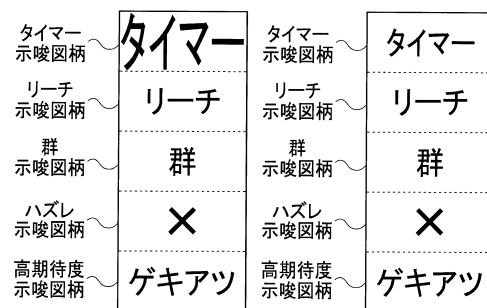 タイマー
示唆図柄
タイマー
リーチ
示唆図柄
リーチ
群
示唆図柄
群
ハズレ
示唆図柄
×
高期待度
示唆図柄
ゲキアツ
タイマー
示唆図柄
タイマー
リーチ
示唆図柄
リーチ
群
示唆図柄
群
ハズレ
示唆図柄
×
高期待度
示唆図柄
ゲキアツ